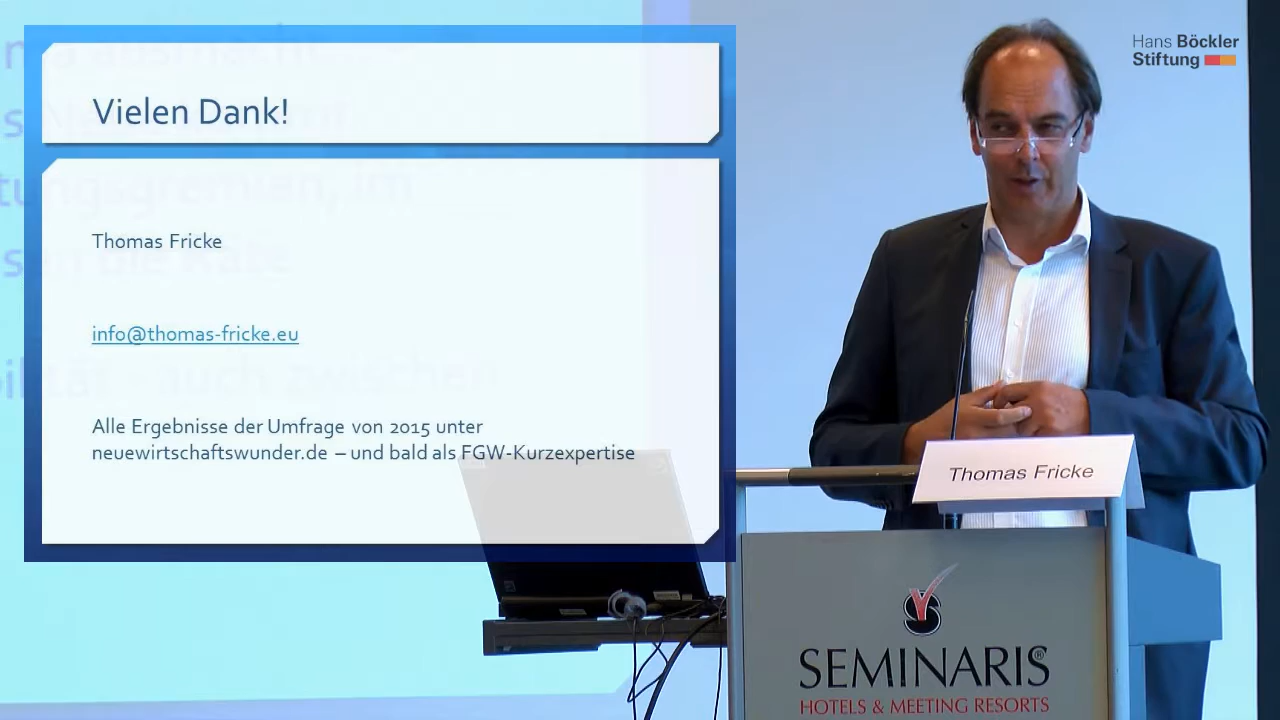 Vielen Dank!
Thomas Fricke
info@thomas-fricke.eu
Alle Ergebnisse der Umfrage von 2015 unter
neuewirtschaftswunder.de – und bald als FGW-Kurzexpertise
Hans Böckler
Stiftung
Thomas Fricke
SEMINARIS®
HOTELS & MEETING RESORTS